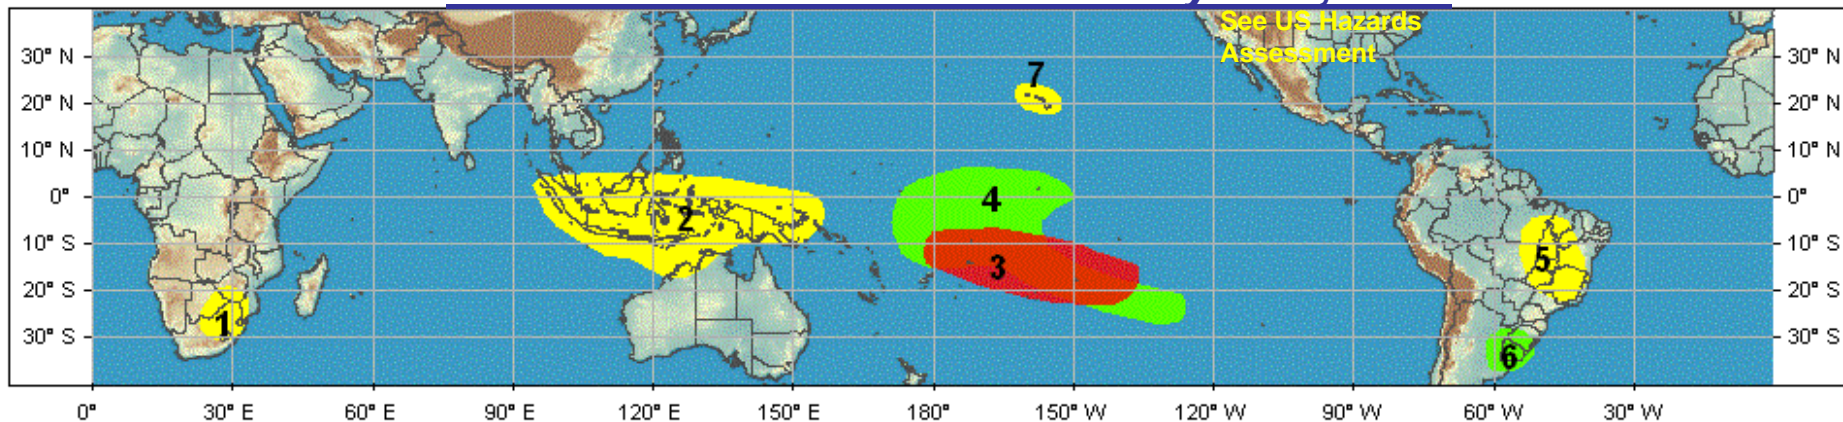 See US Hazards
Assessment
30° N
30° N
7
20° N
20° N
10° N
10° N
0°
4
0°
2
10° S
10° S
3
5
20° S
20° S
1
30° S
30° S
6
0°
30° E
60° E
90° E
120° E
150° E
180°
150° W
120° W
90° W
60° W
30° W